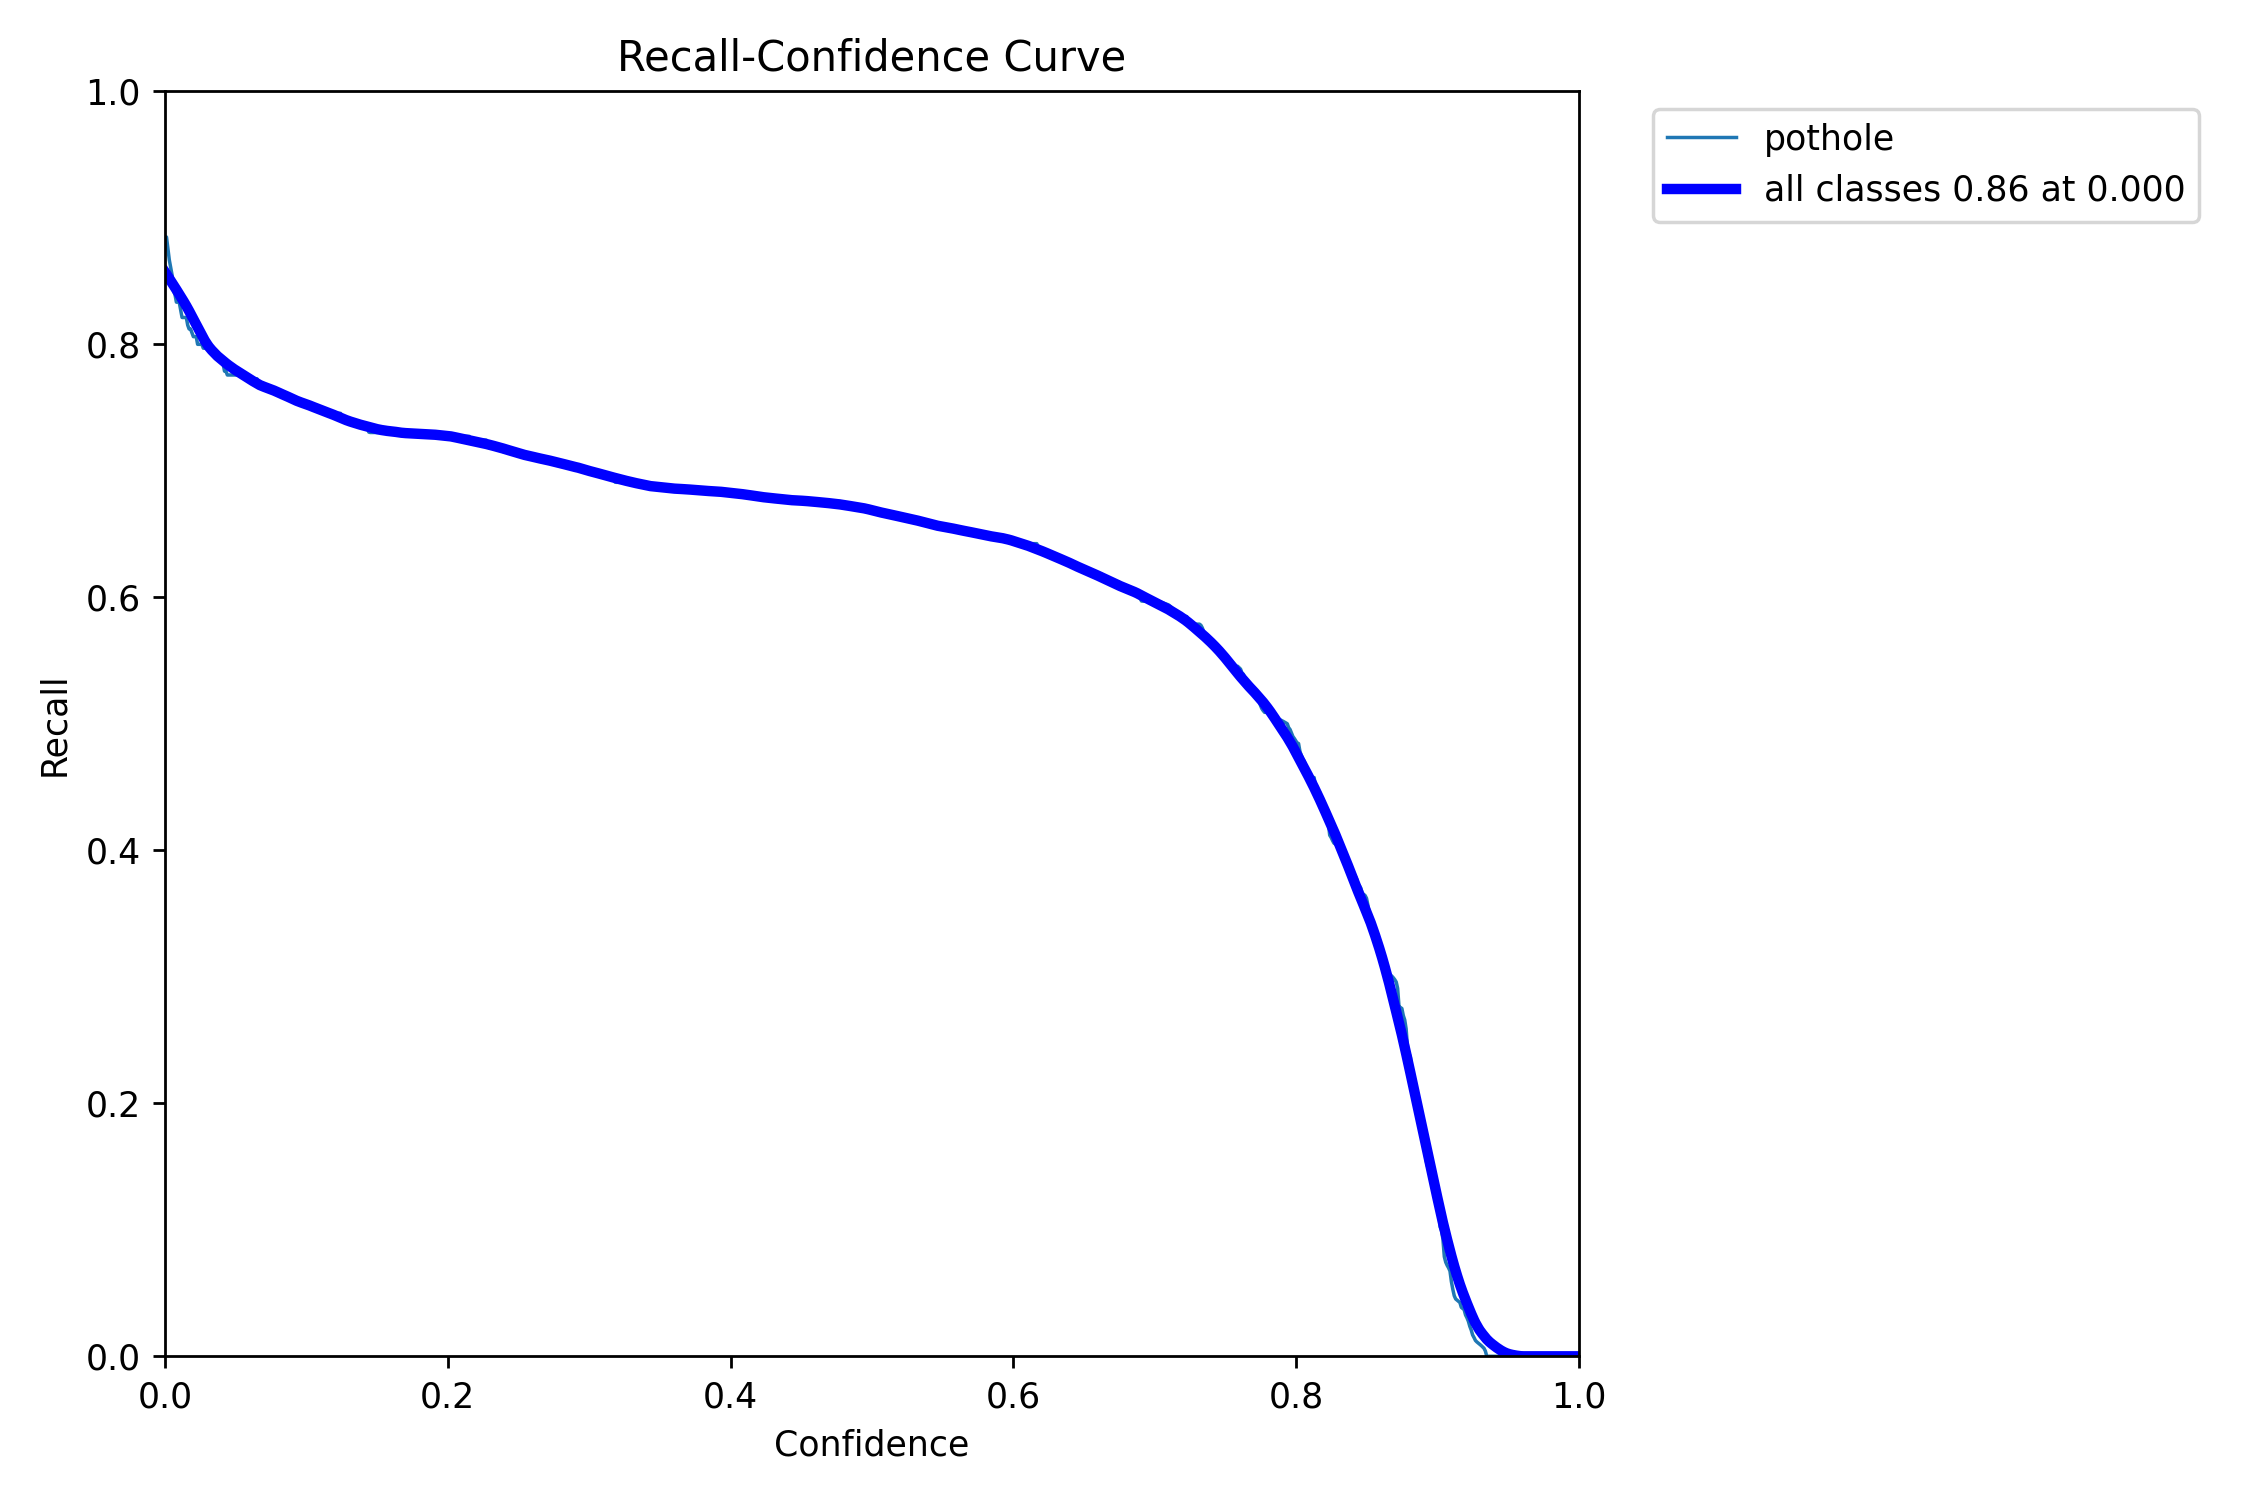 Recall-Confidence Curve
1.0
0.8
0.6
0.4
0.2
0.0
Recall
0.0 0.2 0.4 0.6 0.8 1.0
Confidence
pothole
all classes 0.86 at 0.000